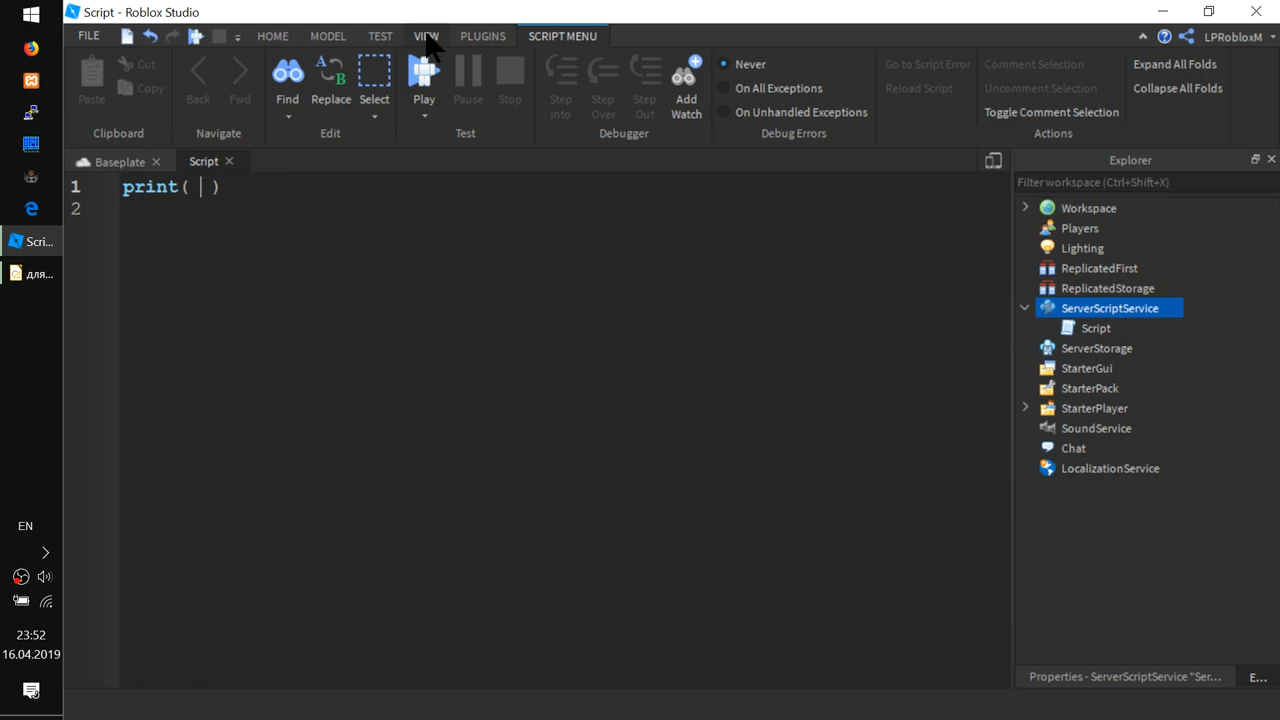 Script - Roblox Studio
FILE HOME MODEL TEST VIEW PLUGINS SCRIPT MENU LPRobloxM
Paste Cut Copy
Clipboard
Back Fwd
Navigate
Find Replace Select
Edit
Play Pause Stop
Test
Step Into Step Over Step Out Add Watch
Debugger
Never
On All Exceptions
On Unhandled Exceptions
Debug Errors
Go to Script Error
Reload Script
Comment Selection
Uncomment Selection
Toggle Comment Selection
Actions
Expand All Folds
Collapse All Folds
Baseplate Script
1 print( )
2
Explorer
Filter workspace (Ctrl+Shift+X)
Workspace
Players
Lighting
ReplicatedFirst
ReplicatedStorage
ServerScriptService
Script
ServerStorage
StarterGui
StarterPack
StarterPlayer
SoundService
Chat
LocalizationService
Properties - ServerScriptService "Ser... E...
Scri...
для...
EN
23:52
16.04.2019